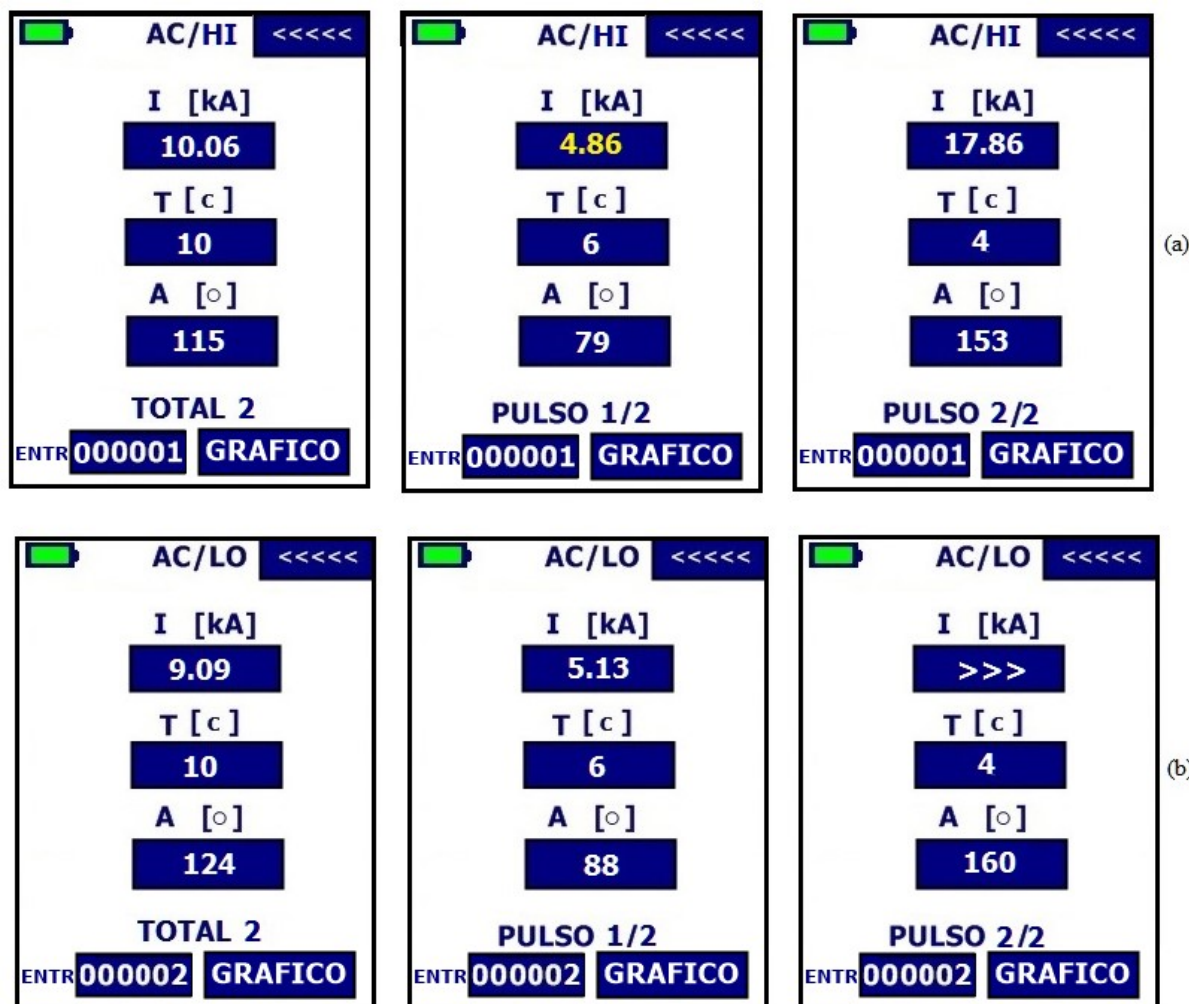 AC/HI <<<<<
I [kA]
10.06
T [c]
10
A [○]
115
TOTAL 2
ENTR 000001 GRAFICO
AC/HI <<<<<
I [kA]
4.86
T [c]
6
A [○]
79
PULSO 1/2
ENTR 000001 GRAFICO
AC/HI <<<<<
I [kA]
17.86
T [c]
4
A [○]
153
PULSO 2/2
ENTR 000001 GRAFICO
(a)
AC/LO <<<<<
I [kA]
9.09
T [c]
10
A [○]
124
TOTAL 2
ENTR 000002 GRAFICO
AC/LO <<<<<
I [kA]
5.13
T [c]
6
A [○]
88
PULSO 1/2
ENTR 000002 GRAFICO
AC/LO <<<<<
I [kA]
>>>
T [c]
4
A [○]
160
PULSO 2/2
ENTR 000002 GRAFICO
(b)